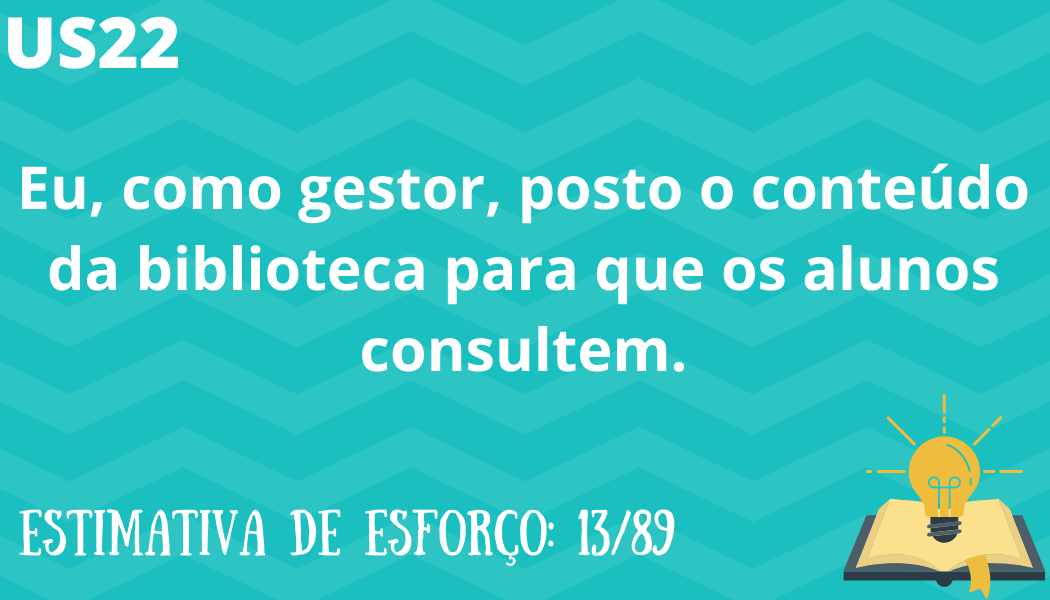 US22
Eu, como gestor, posto o conteúdo
da biblioteca para que os alunos
consultem.
ESTIMATIVA DE ESFORÇO: 13/89